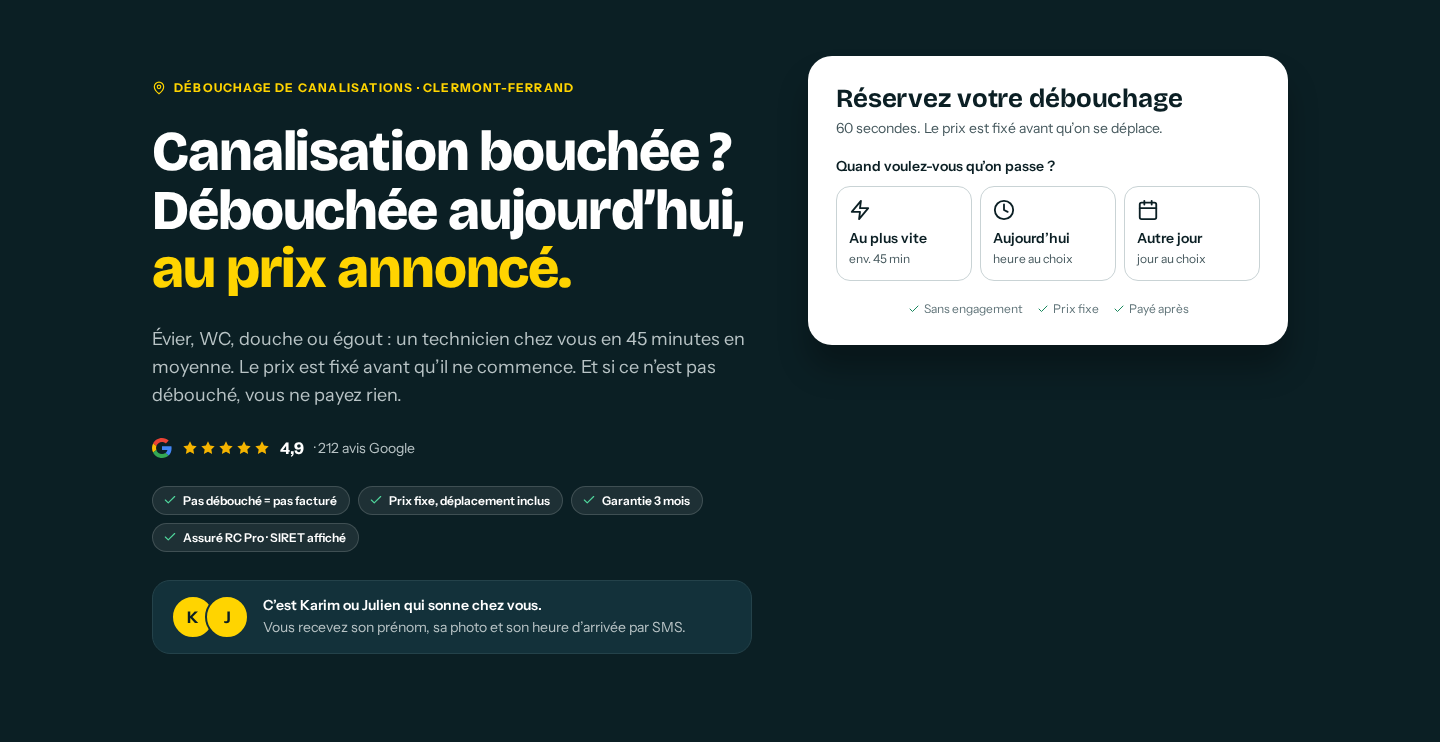 DÉBOUCHAGE DE CANALISATIONS · CLERMONT-FERRAND
Canalisation bouchée ?
Débouchée aujourd’hui,
au prix annoncé.
Évier, WC, douche ou égout : un technicien chez vous en 45 minutes en
moyenne. Le prix est fixé avant qu’il ne commence. Et si ce n’est pas
débouché, vous ne payez rien.
4,9 · 212 avis Google
Pas débouché = pas facturé
Prix fixe, déplacement inclus
Garantie 3 mois
Assuré RC Pro · SIRET affiché
K J
C’est Karim ou Julien qui sonne chez vous.
Vous recevez son prénom, sa photo et son heure d’arrivée par SMS.
Réservez votre débouchage
60 secondes. Le prix est fixé avant qu’on se déplace.
Quand voulez-vous qu’on passe ?
Au plus vite
env. 45 min
Aujourd’hui
heure au choix
Autre jour
jour au choix
Sans engagement
Prix fixe
Payé après